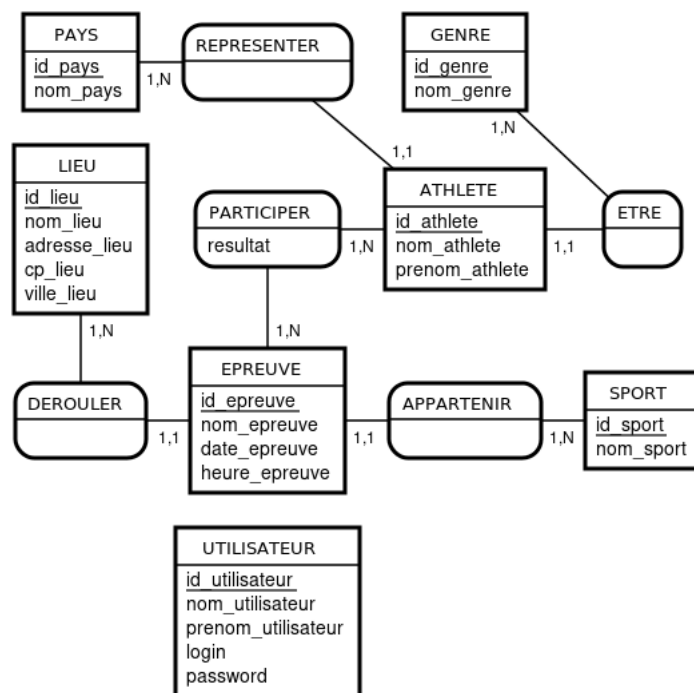 PAYS
id_pays
nom_pays
1,N
REPRESENTER
GENRE
id_genre
nom_genre
1,N
1,1
LIEU
id_lieu
nom_lieu
adresse_lieu
cp_lieu
ville_lieu
1,N
PARTICIPER
resultat
1,N
ATHLETE
id_athlete
nom_athlete
prenom_athlete
1,1
ETRE
1,N
DEROULER
1,1
EPREUVE
id_epreuve
nom_epreuve
date_epreuve
heure_epreuve
1,1
APPARTENIR
1,N
SPORT
id_sport
nom_sport
UTILISATEUR
id_utilisateur
nom_utilisateur
prenom_utilisateur
login
password